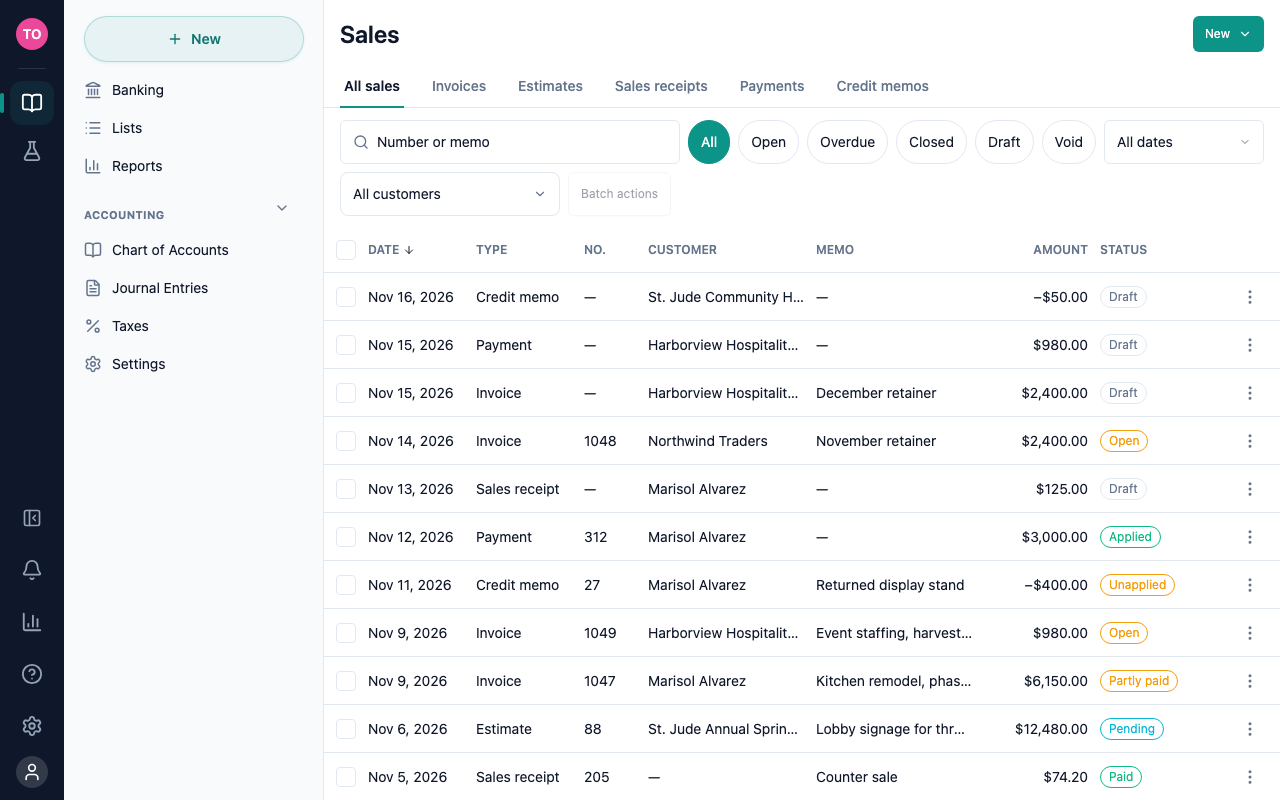 TO
New
Banking
Lists
Reports
ACCOUNTING
Chart of Accounts
Journal Entries
Taxes
Settings
Sales
New
All sales Invoices Estimates Sales receipts Payments Credit memos
Number or memo All Open Overdue Closed Draft Void All dates
All customers Batch actions
DATE TYPE NO. CUSTOMER MEMO AMOUNT STATUS
Nov 16, 2026 Credit memo — St. Jude Community H... — −$50.00 Draft
Nov 15, 2026 Payment — Harborview Hospitalit... — $980.00 Draft
Nov 15, 2026 Invoice — Harborview Hospitalit... December retainer $2,400.00 Draft
Nov 14, 2026 Invoice 1048 Northwind Traders November retainer $2,400.00 Open
Nov 13, 2026 Sales receipt — Marisol Alvarez — $125.00 Draft
Nov 12, 2026 Payment 312 Marisol Alvarez — $3,000.00 Applied
Nov 11, 2026 Credit memo 27 Marisol Alvarez Returned display stand −$400.00 Unapplied
Nov 9, 2026 Invoice 1049 Harborview Hospitalit... Event staffing, harvest... $980.00 Open
Nov 9, 2026 Invoice 1047 Marisol Alvarez Kitchen remodel, phas... $6,150.00 Partly paid
Nov 6, 2026 Estimate 88 St. Jude Annual Sprin... Lobby signage for thr... $12,480.00 Pending
Nov 5, 2026 Sales receipt 205 — Counter sale $74.20 Paid